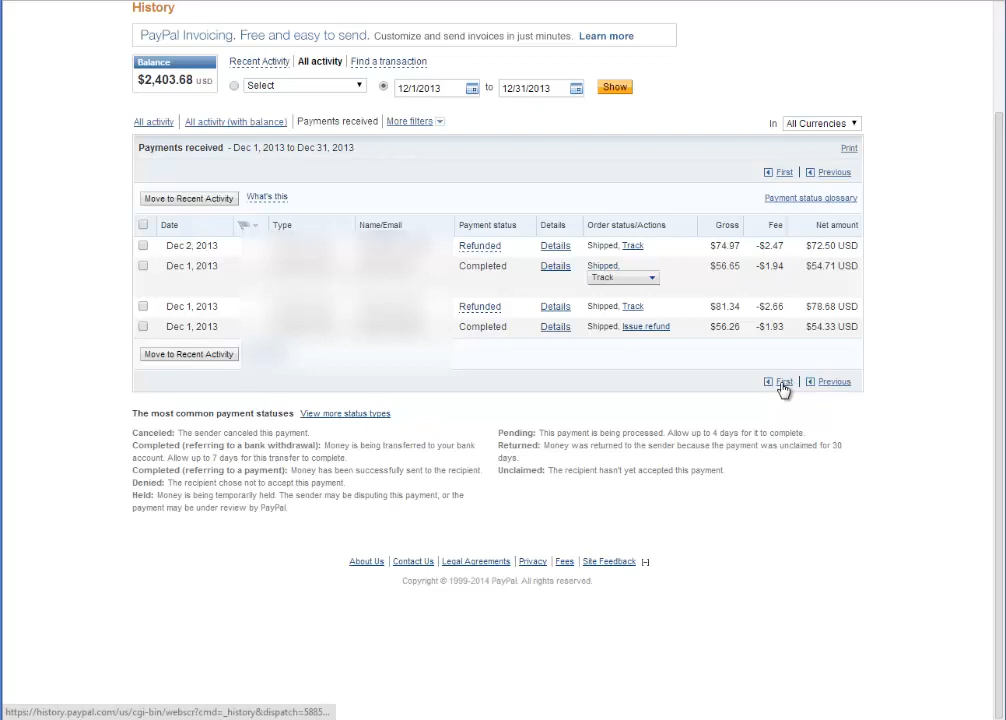 History
PayPal Invoicing. Free and easy to send. Customize and send invoices in just minutes. Learn more
Balance
$2,403.68 USD
Recent Activity | All activity | Find a transaction
Select 12/1/2013 to 12/31/2013 Show
All activity | All activity (with balance) | Payments received | More filters In All Currencies
Payments received - Dec 1, 2013 to Dec 31, 2013 Print
First | Previous
Move to Recent Activity What's this Payment status glossary
Date Type Name/Email Payment status Details Order status/Actions Gross Fee Net amount
Dec 2, 2013 Refunded Details Shipped, Track $74.97 -$2.47 $72.50 USD
Dec 1, 2013 Completed Details Shipped, $56.65 -$1.94 $54.71 USD
Track
Dec 1, 2013 Refunded Details Shipped, Track $81.34 -$2.66 $78.68 USD
Dec 1, 2013 Completed Details Shipped, Issue refund $56.26 -$1.93 $54.33 USD
Move to Recent Activity
First | Previous
The most common payment statuses View more status types
Canceled: The sender canceled this payment.
Completed (referring to a bank withdrawal): Money is being transferred to your bank
account. Allow up to 7 days for this transfer to complete.
Completed (referring to a payment): Money has been successfully sent to the recipient.
Denied: The recipient chose not to accept this payment.
Held: Money is being temporarily held. The sender may be disputing this payment, or the
payment may be under review by PayPal.
Pending: This payment is being processed. Allow up to 4 days for it to complete.
Returned: Money was returned to the sender because the payment was unclaimed for 30
days.
Unclaimed: The recipient hasn't yet accepted this payment.
About Us | Contact Us | Legal Agreements | Privacy | Fees | Site Feedback [-]
Copyright © 1999-2014 PayPal. All rights reserved.
https://history.paypal.com/us/cgi-bin/webscr?cmd=_history&dispatch=5885...